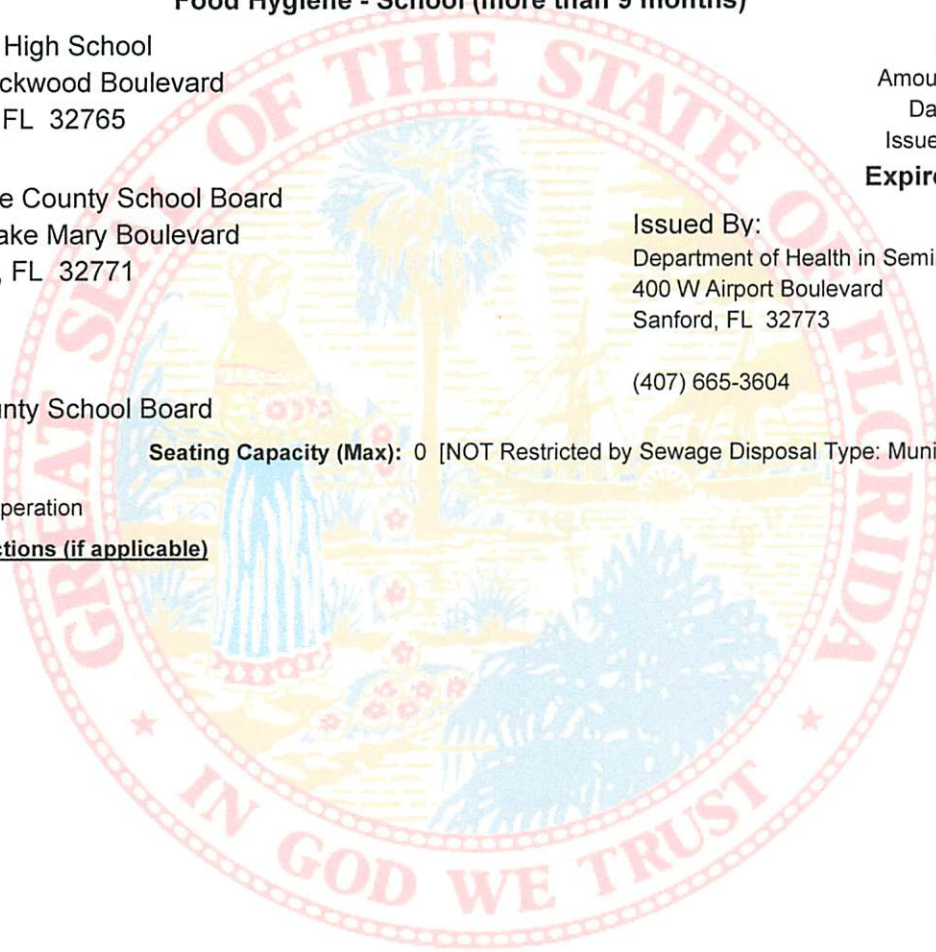 Food Hygiene - School (more than 9 months)
High School
ckwood Boulevard
FL 32765
e County School Board
ake Mary Boulevard
, FL 32771
Amou
Da
Issue
Expire
Issued By:
Department of Health in Semi
400 W Airport Boulevard
Sanford, FL 32773
(407) 665-3604
unty School Board
Seating Capacity (Max): 0 [NOT Restricted by Sewage Disposal Type: Muni
peration
ctions (if applicable)
GREAT SEAL OF THE STATE OF FLORIDA
IN GOD WE TRUST